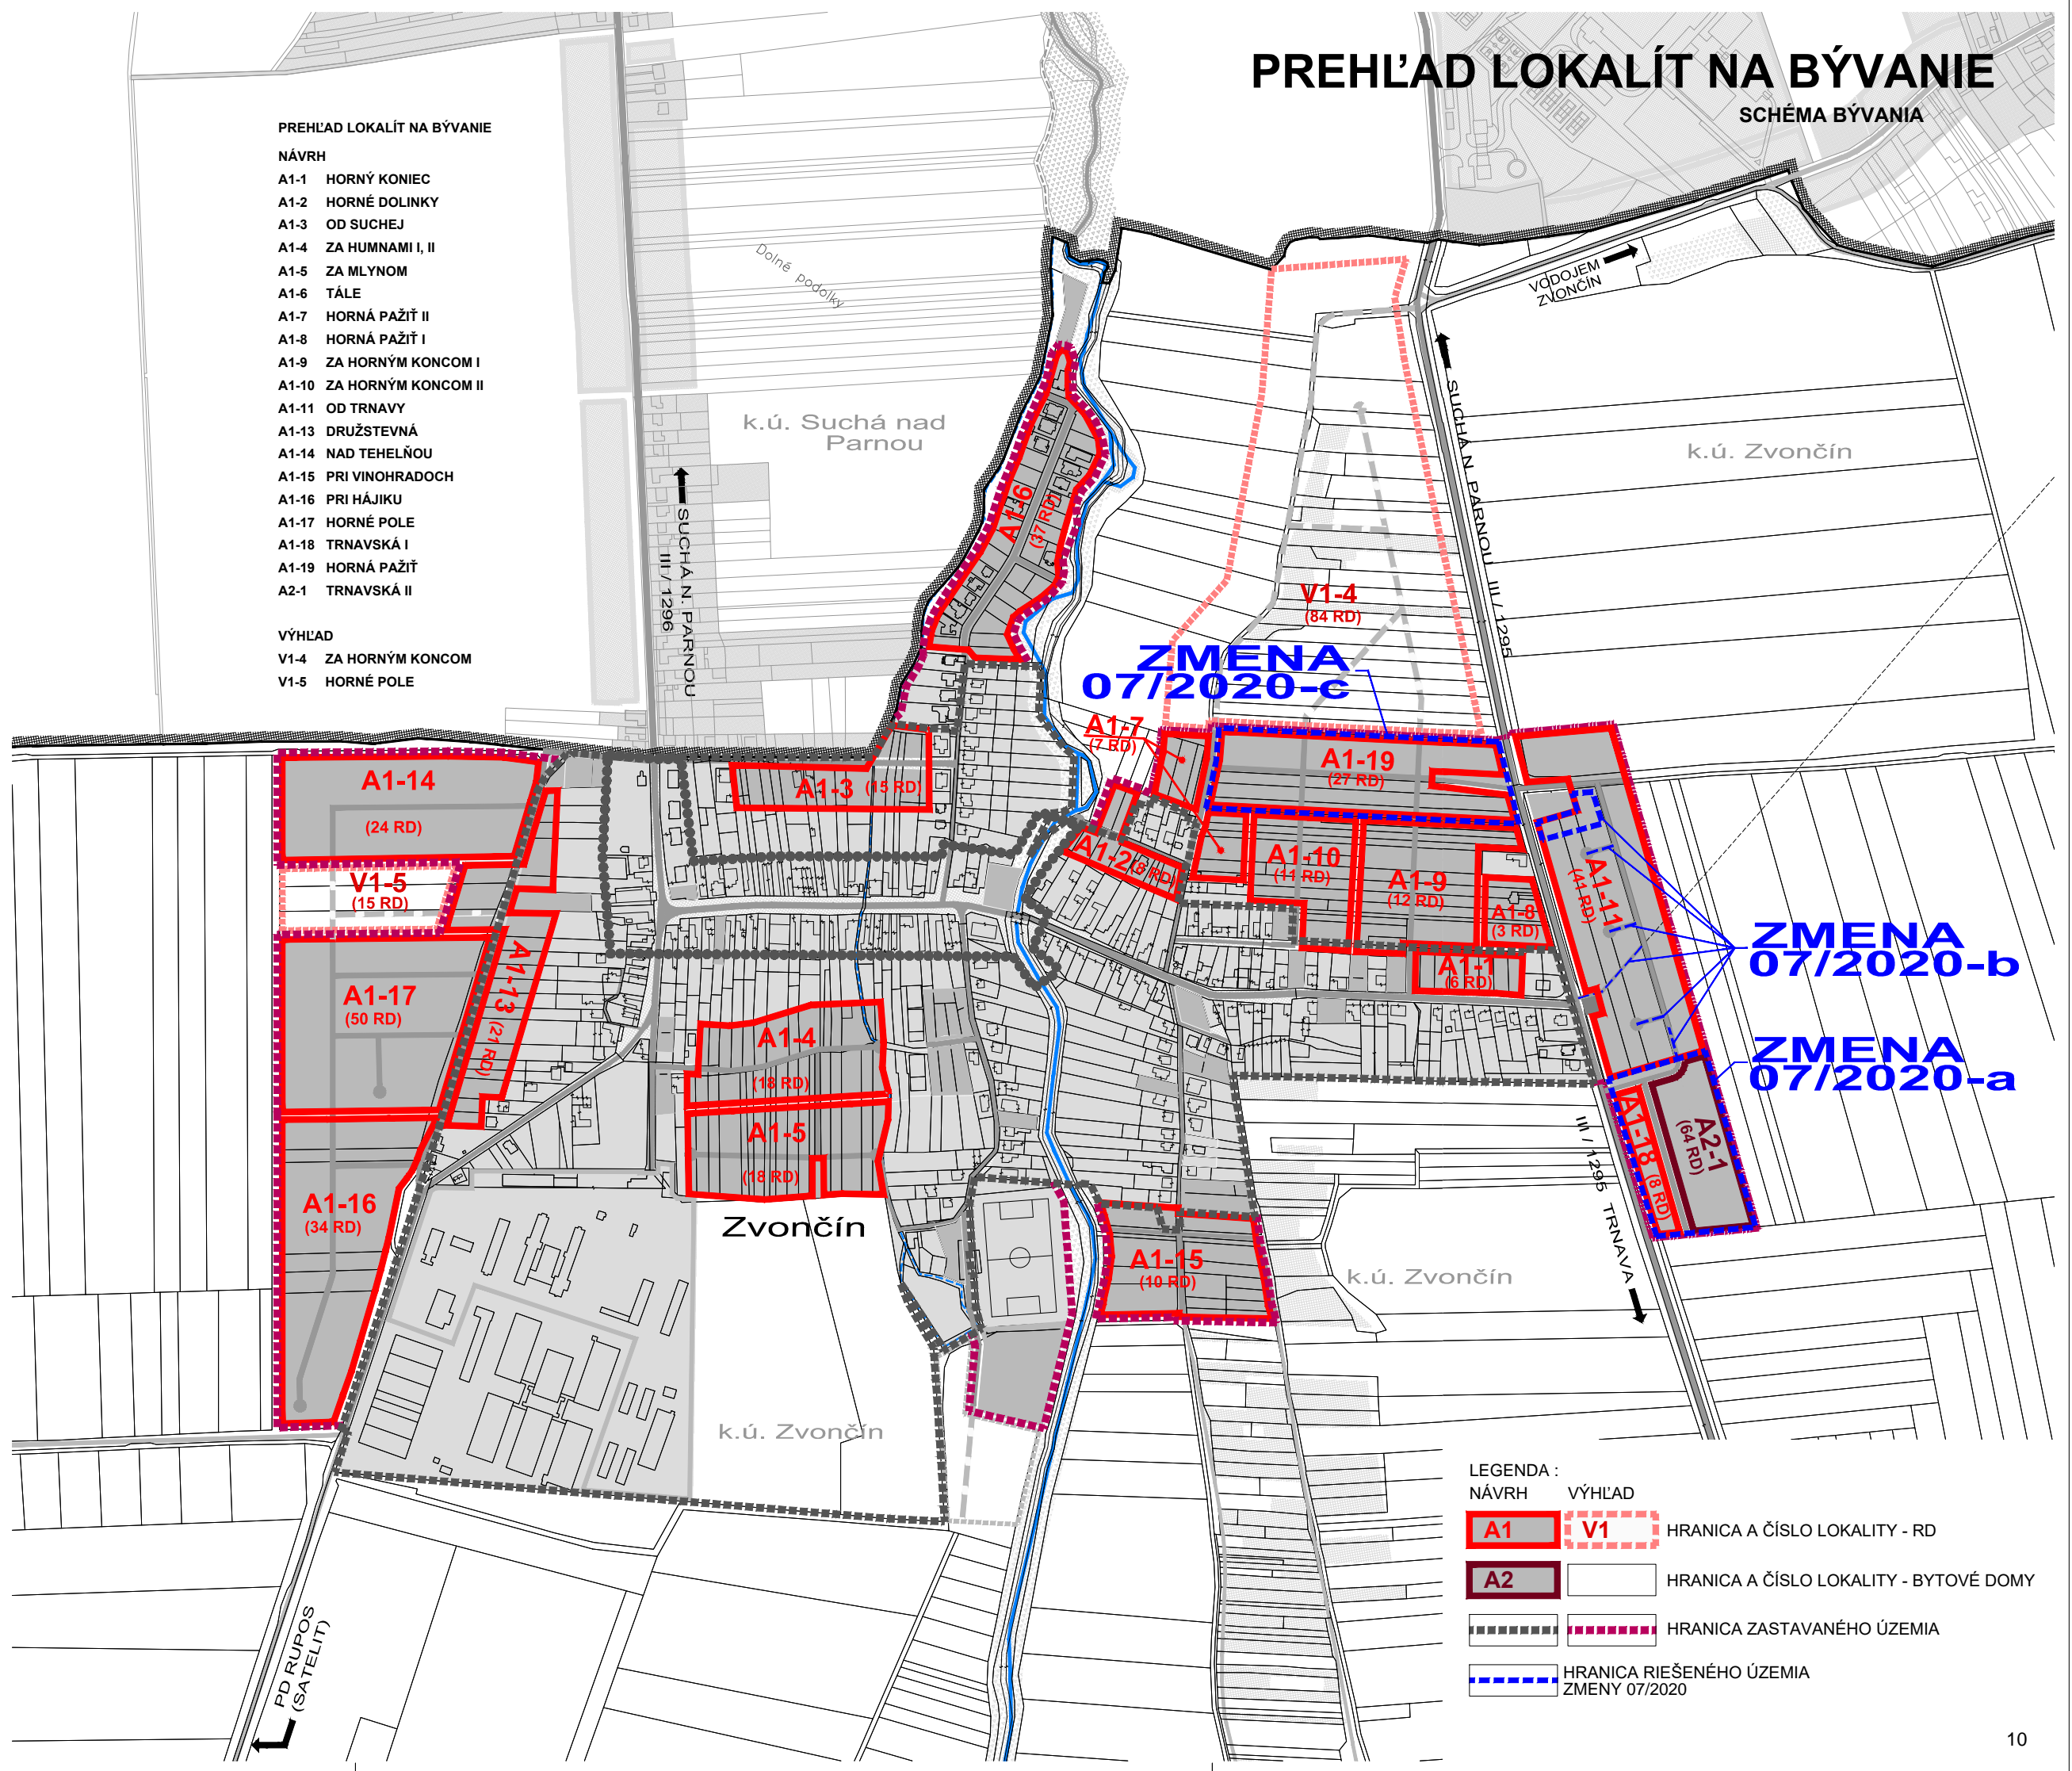 PREHĽAD LOKALÍT NA BÝVANIE
SCHÉMA BÝVANIA
PREHĽAD LOKALÍT NA BÝVANIE
NÁVRH
A1-1 HORNÝ KONIEC
A1-2 HORNÉ DOLINKY
A1-3 OD SUCHEJ
A1-4 ZA HUMNAMI I, II
A1-5 ZA MLYNOM
A1-6 TÁLE
A1-7 HORNÁ PAŽIŤ II
A1-8 HORNÁ PAŽIŤ I
A1-9 ZA HORNÝM KONCOM I
A1-10 ZA HORNÝM KONCOM II
A1-11 OD TRNAVY
A1-13 DRUŽSTEVNÁ
A1-14 NAD TEHELŇOU
A1-15 PRI VINOHRADOCH
A1-16 PRI HÁJIKU
A1-17 HORNÉ POLE
A1-18 TRNAVSKÁ I
A1-19 HORNÁ PAŽIŤ
A2-1 TRNAVSKÁ II
VÝHĽAD
V1-4 ZA HORNÝM KONCOM
V1-5 HORNÉ POLE
Dolné podolky
VODOJEM
ZVONČÍN
k.ú. Suchá nad
Parnou
k.ú. Zvončín
SUCHÁ N. PARNOU
III / 1296
SUCHÁ N. PARNOU III / 1295
A1-6
(37 RD)
V1-4
(84 RD)
ZMENA
07/2020-c
A1-7
(7 RD)
A1-19
(27 RD)
A1-14
(24 RD)
A1-3 (15 RD)
A1-2 (8 RD)
A1-10
(11 RD)
A1-9
(12 RD)
A1-8
(3 RD)
A1-11
(41 RD)
V1-5
(15 RD)
ZMENA
07/2020-b
A1-1
(6 RD)
A1-17
(50 RD)
A1-13 (21 RD)
A1-4
(18 RD)
ZMENA
07/2020-a
A1-5
(18 RD)
A1-18 (8 RD)
A2-1
(64 RD)
III / 1295 TRNAVA
A1-16
(34 RD)
Zvončín
A1-15
(10 RD)
k.ú. Zvončín
k.ú. Zvončín
PD RUPOS
(SATELIT)
LEGENDA :
NÁVRH VÝHĽAD
A1 V1 HRANICA A ČÍSLO LOKALITY - RD
A2 HRANICA A ČÍSLO LOKALITY - BYTOVÉ DOMY
HRANICA ZASTAVANÉHO ÚZEMIA
HRANICA RIEŠENÉHO ÚZEMIA
ZMENY 07/2020
10